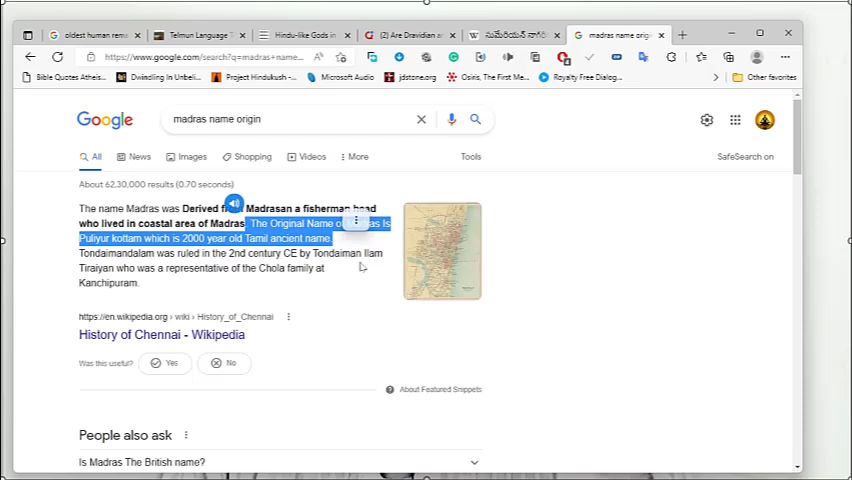 oldest human rema
Telmun Language T
Hindu-like Gods in
(2) Are Dravidian a
సుమేరియన్ నాగరి
madras name origi
https://www.google.com/search?q=madras+name...
Bible Quotes Atheis...
Dwindling In Unbeli...
Project Hindukush -...
Microsoft Audio
jdstone.org
Osiris, The First Me...
Royalty Free Dialog...
Other favorites
Google
madras name origin
All
News
Images
Shopping
Videos
More
Tools
SafeSearch on
About 62,30,000 results (0.70 seconds)
The name Madras was Derived Madrasan a fisherman head
who lived in coastal area of Madras. The Original Name of Is
Puliyur kottam which is 2000 year old Tamil ancient name.
Tondaimandalam was ruled in the 2nd century CE by Tondaiman Ilam
Tiraiyan who was a representative of the Chola family at
Kanchipuram.
https://en.wikipedia.org › wiki › History_of_Chennai
History of Chennai - Wikipedia
Was this useful?
Yes
No
About Featured Snippets
People also ask
Is Madras The British name?